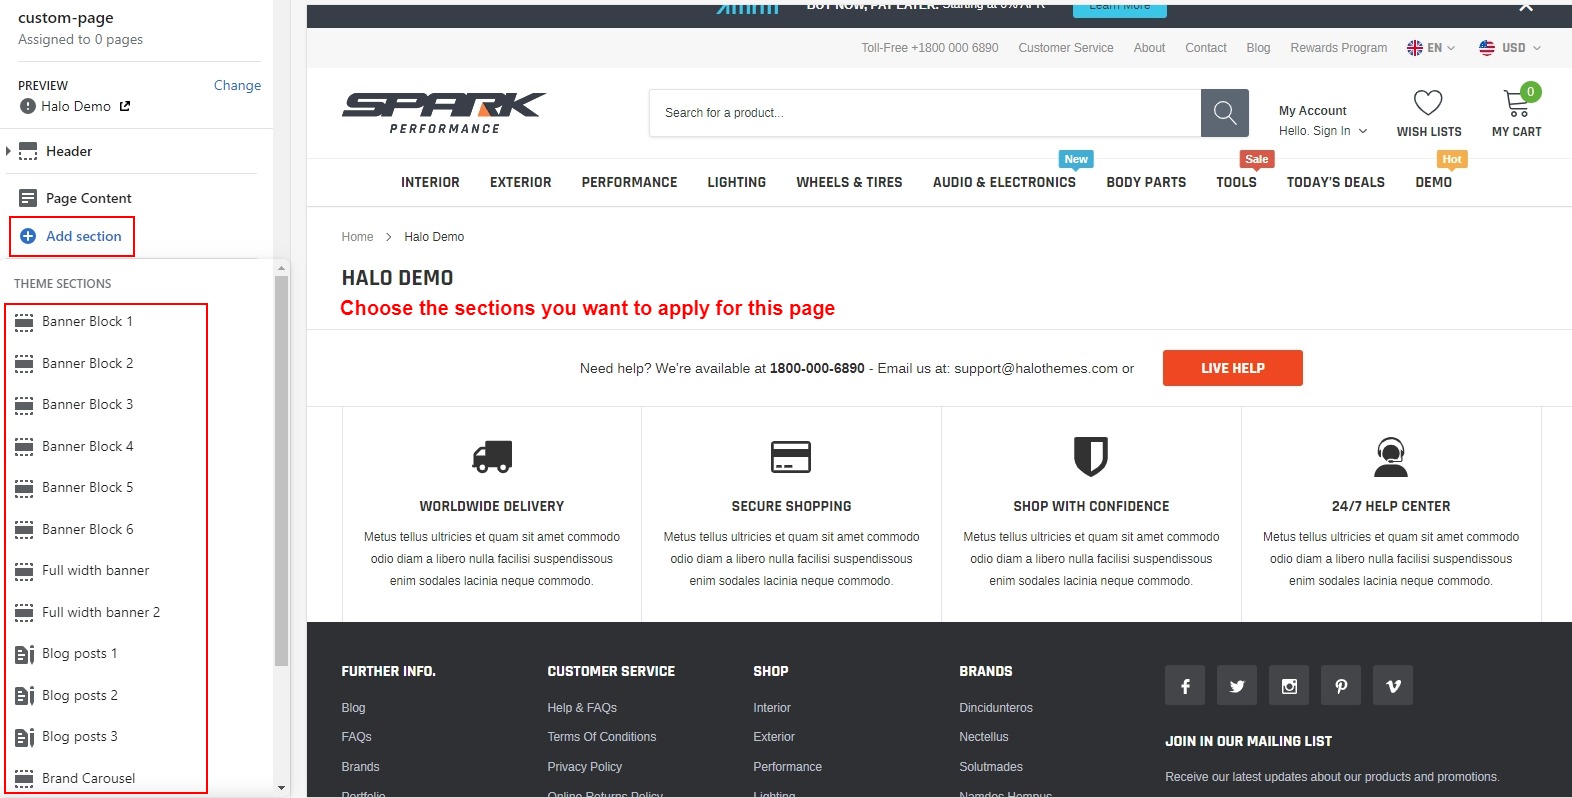 custom-page
Assigned to 0 pages
PREVIEW
Change
Halo Demo
Header
Page Content
Add section
THEME SECTIONS
Banner Block 1
Banner Block 2
Banner Block 3
Banner Block 4
Banner Block 5
Banner Block 6
Full width banner
Full width banner 2
Blog posts 1
Blog posts 2
Blog posts 3
Brand Carousel
BUY NOW, PAY LATER. Starting at 0% APR
Learn More
Toll-Free +1800 000 6890 Customer Service About Contact Blog Rewards Program EN USD
SPARK
PERFORMANCE
Search for a product...
My Account
Hello. Sign In
WISH LISTS
0
MY CART
New
Sale
Hot
INTERIOR EXTERIOR PERFORMANCE LIGHTING WHEELS & TIRES AUDIO & ELECTRONICS BODY PARTS TOOLS TODAY'S DEALS DEMO
Home > Halo Demo
HALO DEMO
Choose the sections you want to apply for this page
Need help? We're available at 1800-000-6890 - Email us at: support@halothemes.com or
LIVE HELP
WORLDWIDE DELIVERY
Metus tellus ultricies et quam sit amet commodo
odio diam a libero nulla facilisi suspendissous
enim sodales lacinia neque commodo.
SECURE SHOPPING
Metus tellus ultricies et quam sit amet commodo
odio diam a libero nulla facilisi suspendissous
enim sodales lacinia neque commodo.
SHOP WITH CONFIDENCE
Metus tellus ultricies et quam sit amet commodo
odio diam a libero nulla facilisi suspendissous
enim sodales lacinia neque commodo.
24/7 HELP CENTER
Metus tellus ultricies et quam sit amet commodo
odio diam a libero nulla facilisi suspendissous
enim sodales lacinia neque commodo.
FURTHER INFO.
Blog
FAQs
Brands
Portfolio
CUSTOMER SERVICE
Help & FAQs
Terms Of Conditions
Privacy Policy
Online Returns Policy
SHOP
Interior
Exterior
Performance
Lighting
BRANDS
Dincidunteros
Nectellus
Solutmades
Namdos Hompus
JOIN IN OUR MAILING LIST
Receive our latest updates about our products and promotions.